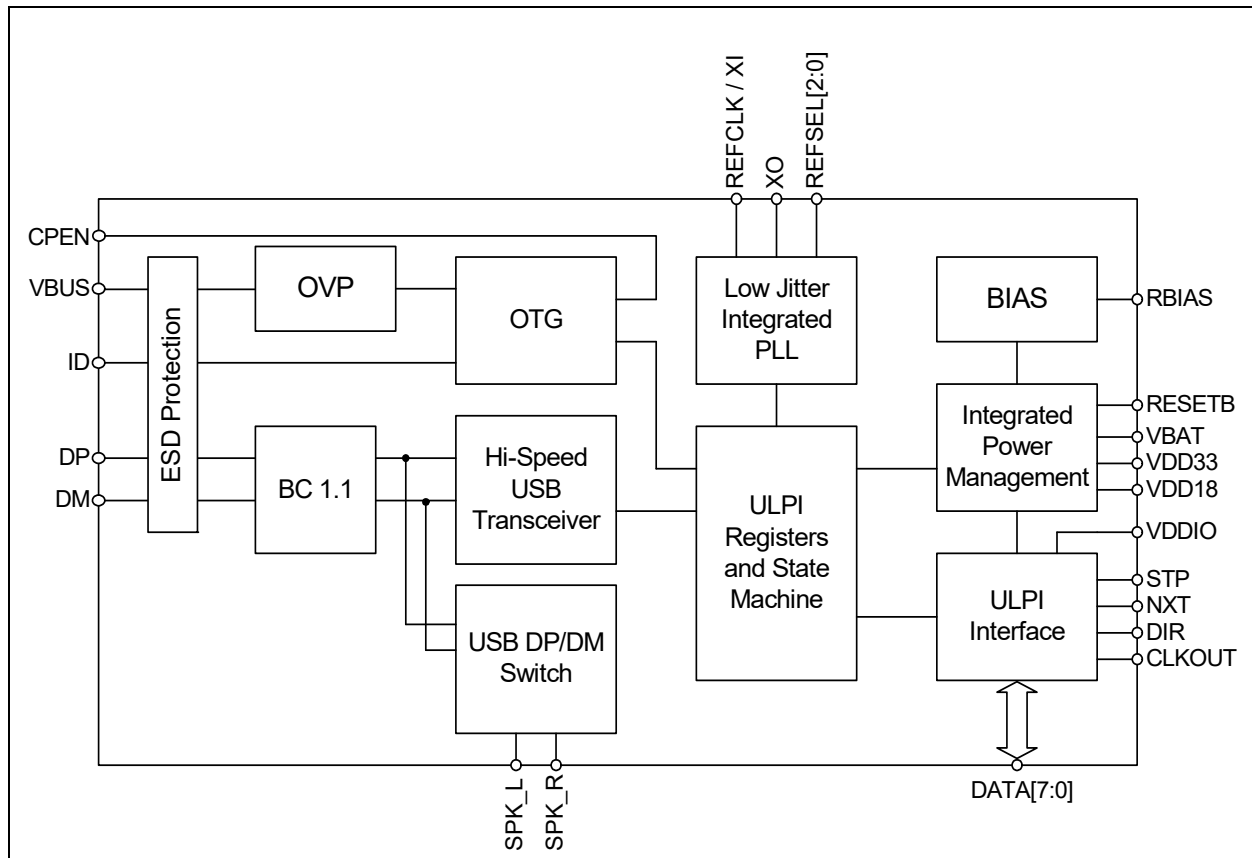 REFCLK / XI
XO
REFSEL[2:0]
CPEN
VBUS
ID
DP
DM
ESD Protection
OVP
OTG
BC 1.1
Hi-Speed
USB
Transceiver
USB DP/DM
Switch
SPK_L
SPK_R
Low Jitter
Integrated
PLL
ULPI
Registers
and State
Machine
BIAS
Integrated
Power
Management
ULPI
Interface
RBIAS
RESETB
VBAT
VDD33
VDD18
VDDIO
STP
NXT
DIR
CLKOUT
DATA[7:0]